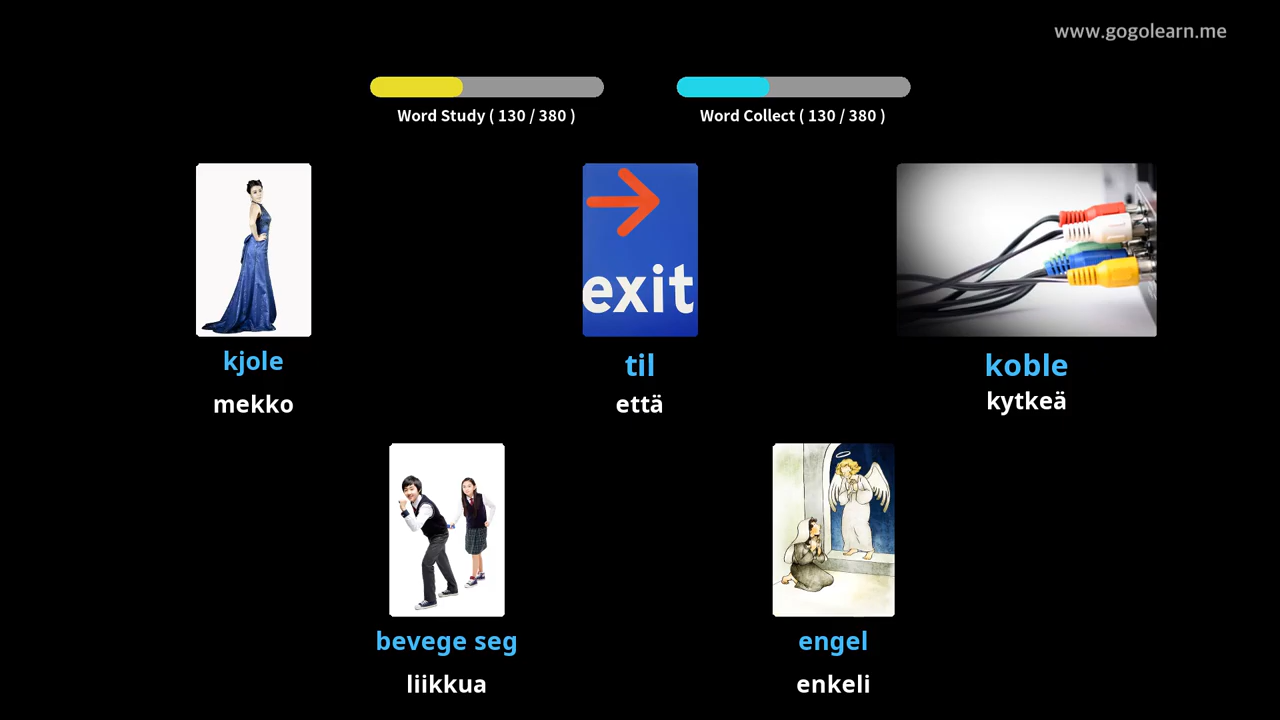 www.gogolearn.me
Word Study ( 130 / 380 )
Word Collect ( 130 / 380 )
exit
kjole
til
koble
mekko
että
kytkeä
bevege seg
engel
liikkua
enkeli